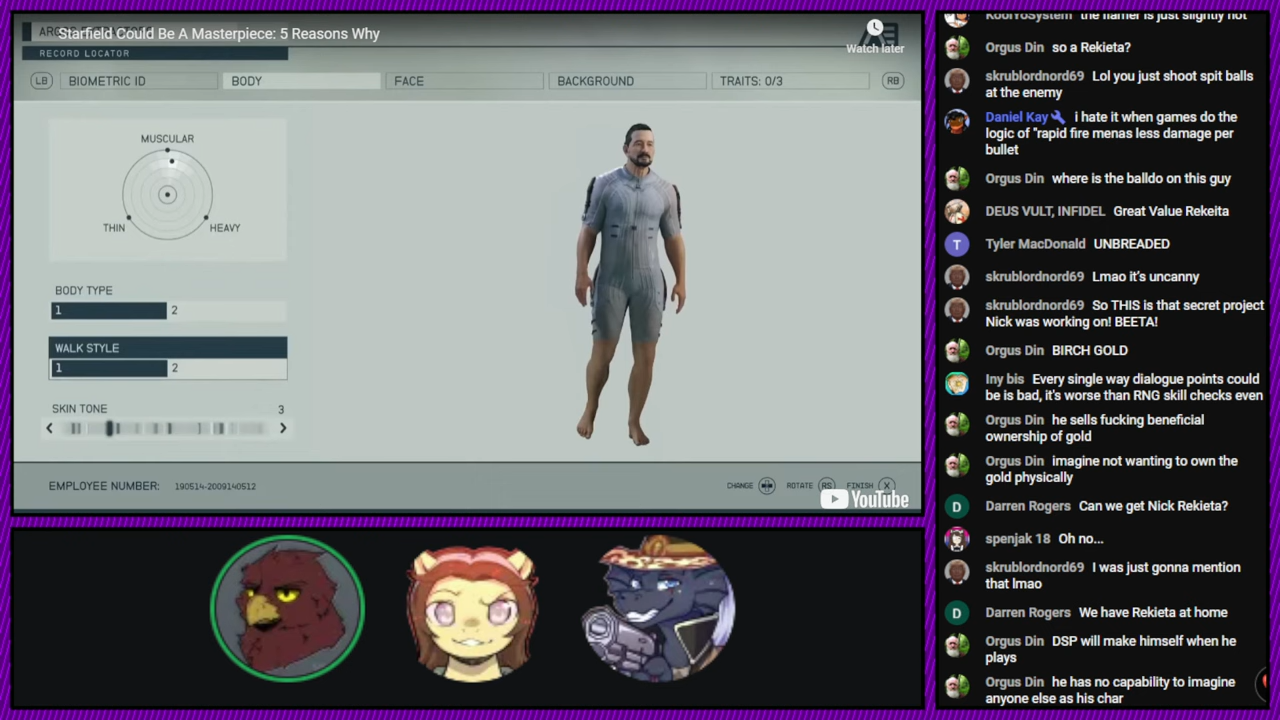 Starfield Could Be A Masterpiece: 5 Reasons Why
Watch later
RECORD LOCATOR
LB
BIOMETRIC ID
BODY
FACE
BACKGROUND
TRAITS: 0/3
RB
MUSCULAR
THIN
HEAVY
BODY TYPE
1
2
WALK STYLE
1
2
SKIN TONE
3
EMPLOYEE NUMBER:
190514-2009140512
CHANGE
ROTATE
RS
FINISH
X
YouTube
KoolYoSystem the flamer is just slightly hot
Orgus Din so a Rekieta?
skrublordnord69 Lol you just shoot spit balls
at the enemy
Daniel Kay i hate it when games do the
logic of "rapid fire menas less damage per
bullet
Orgus Din where is the balldo on this guy
DEUS VULT, INFIDEL Great Value Rekeita
T
Tyler MacDonald UNBREADED
skrublordnord69 Lmao it's uncanny
skrublordnord69 So THIS is that secret project
Nick was working on! BEETA!
Orgus Din BIRCH GOLD
Iny bis Every single way dialogue points could
be is bad, it's worse than RNG skill checks even
Orgus Din he sells fucking beneficial
ownership of gold
Orgus Din imagine not wanting to own the
gold physically
D
Darren Rogers Can we get Nick Rekieta?
spenjak 18 Oh no...
skrublordnord69 I was just gonna mention
that lmao
D
Darren Rogers We have Rekieta at home
Orgus Din DSP will make himself when he
plays
Orgus Din he has no capability to imagine
anyone else as his char